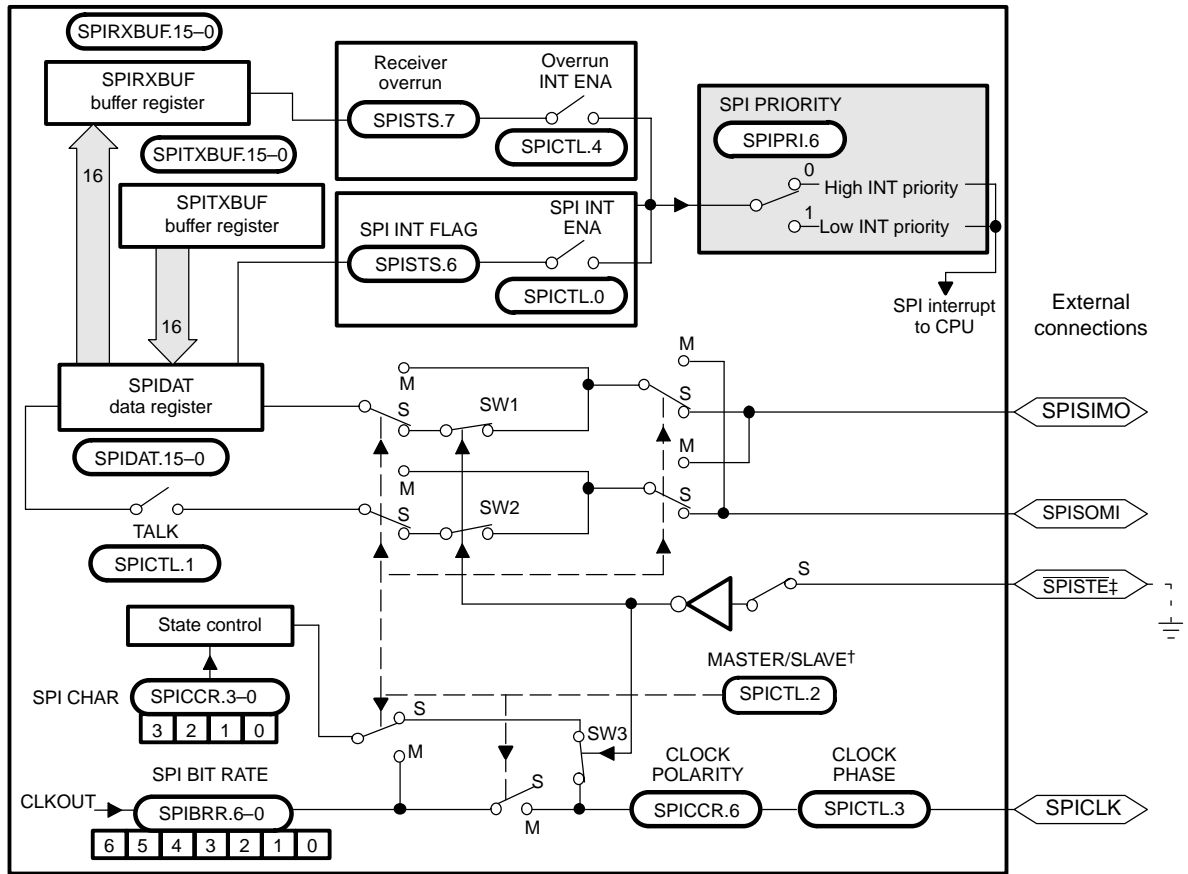 SPIRXBUF.15–0
SPIRXBUF
buffer register
16
SPITXBUF.15–0
SPITXBUF
buffer register
16
Receiver
overrun
SPISTS.7
Overrun
INT ENA
SPICTL.4
SPI INT FLAG
SPISTS.6
SPI INT
ENA
SPICTL.0
SPI PRIORITY
SPIPRI.6
0
High INT priority
1
Low INT priority
SPI interrupt
to CPU
External
connections
SPIDAT
data register
SPIDAT.15–0
M
S
SW1
M
S
SPISIMO
M
S
SW2
M
S
SPISOMI
TALK
SPICTL.1
S
SPISTE‡
State control
MASTER/SLAVE†
SPICTL.2
SPI CHAR
SPICCR.3–0
3 2 1 0
S
M
SW3
SPI BIT RATE
CLKOUT
SPIBRR.6–0
6 5 4 3 2 1 0
S
M
CLOCK
POLARITY
SPICCR.6
CLOCK
PHASE
SPICTL.3
SPICLK